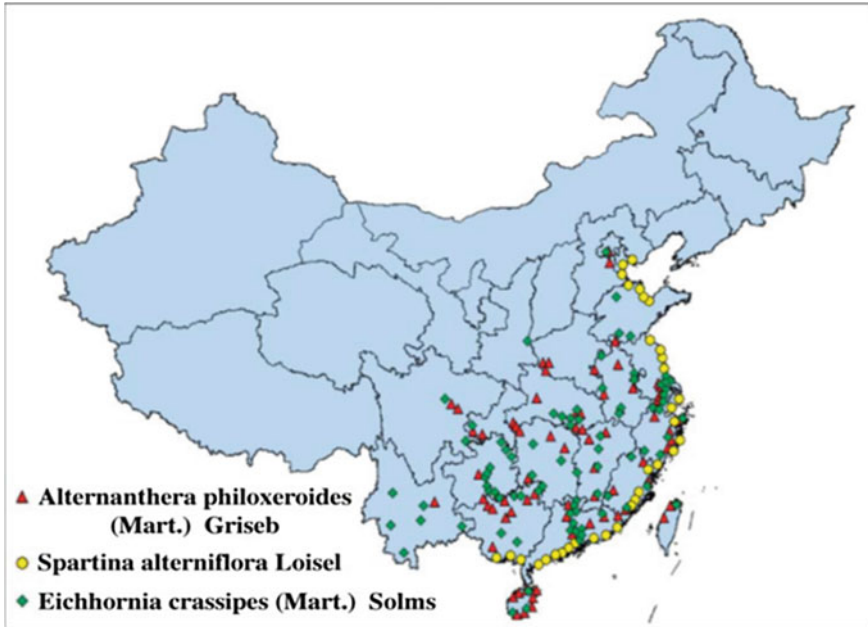 Alternanthera philoxeroides
(Mart.) Griseb
Spartina alterniflora Loisel
Eichhornia crassipes (Mart.) Solms